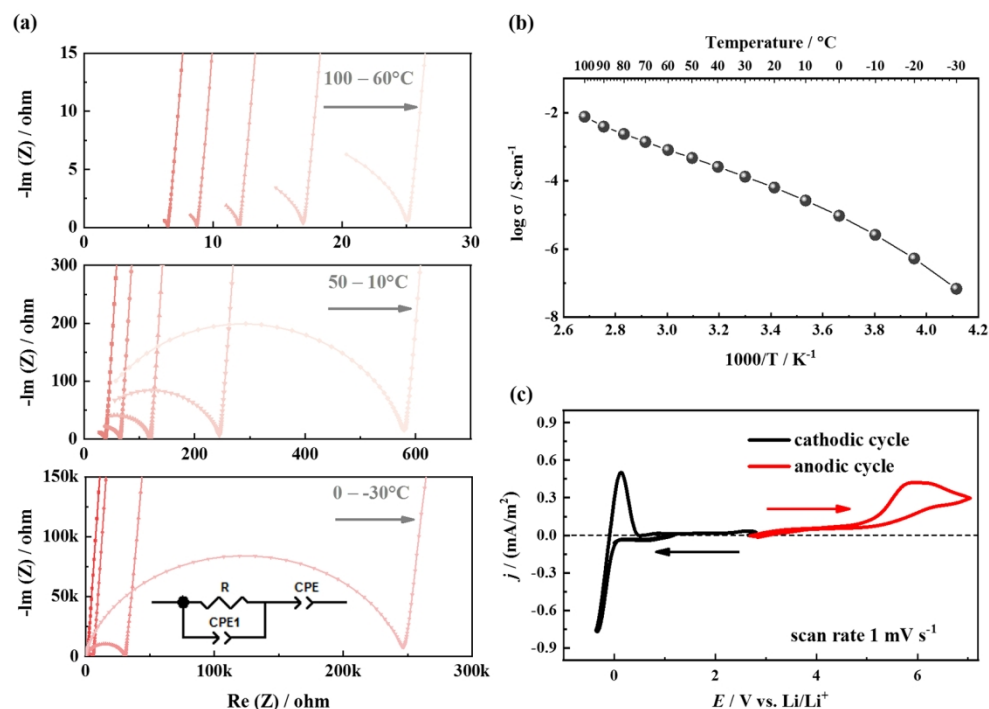 (a)
15
10
5
0
-Im (Z) / ohm
100 – 60°C
0
10
20
30
300
200
100
0
-Im (Z) / ohm
50 – 10°C
0
200
400
600
150k
100k
50k
0
-Im (Z) / ohm
0 – -30°C
R
CPE
CPE1
0
100k
200k
300k
Re (Z) / ohm
(b)
Temperature / °C
100 90 80 70 60 50 40 30 20 10 0 -10 -20 -30
-2
-4
-6
-8
log σ / S·cm-1
2.6 2.8 3.0 3.2 3.4 3.6 3.8 4.0 4.2
1000/T / K-1
(c)
0.9
0.6
0.3
0.0
-0.3
-0.6
-0.9
j / (mA/m2)
cathodic cycle
anodic cycle
scan rate 1 mV s-1
0 2 4 6
E / V vs. Li/Li+